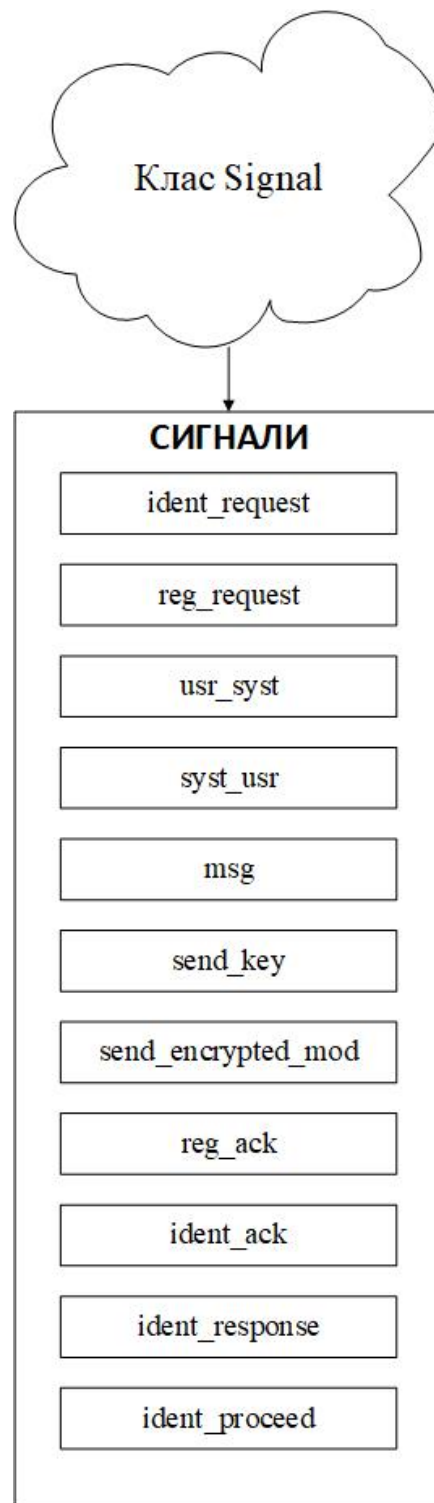 Клас Signal
СИГНАЛИ
ident_request
reg_request
usr_syst
syst_usr
msg
send_key
send_encrypted_mod
reg_ack
ident_ack
ident_response
ident_proceed